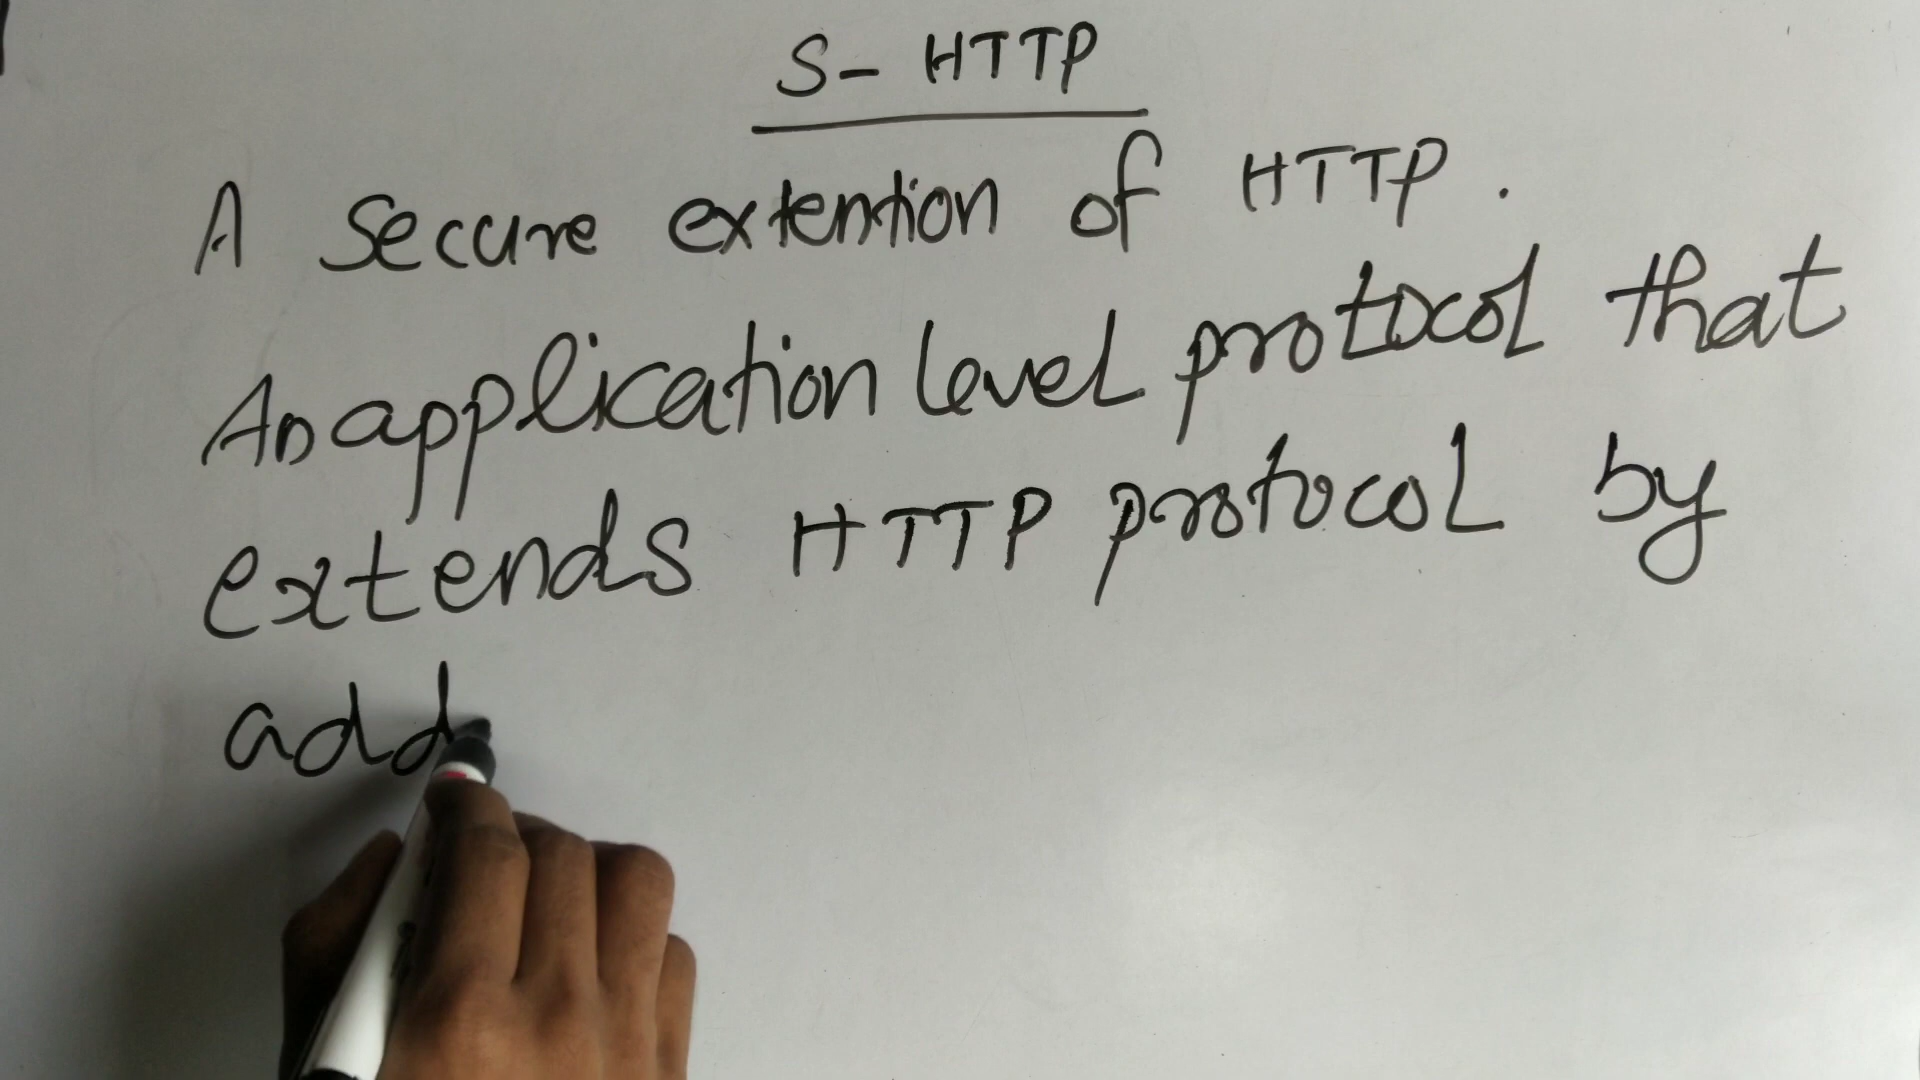 S- HTTP
A Secure extention of HTTP.
An application level protocol that
extends HTTP protocol by
add